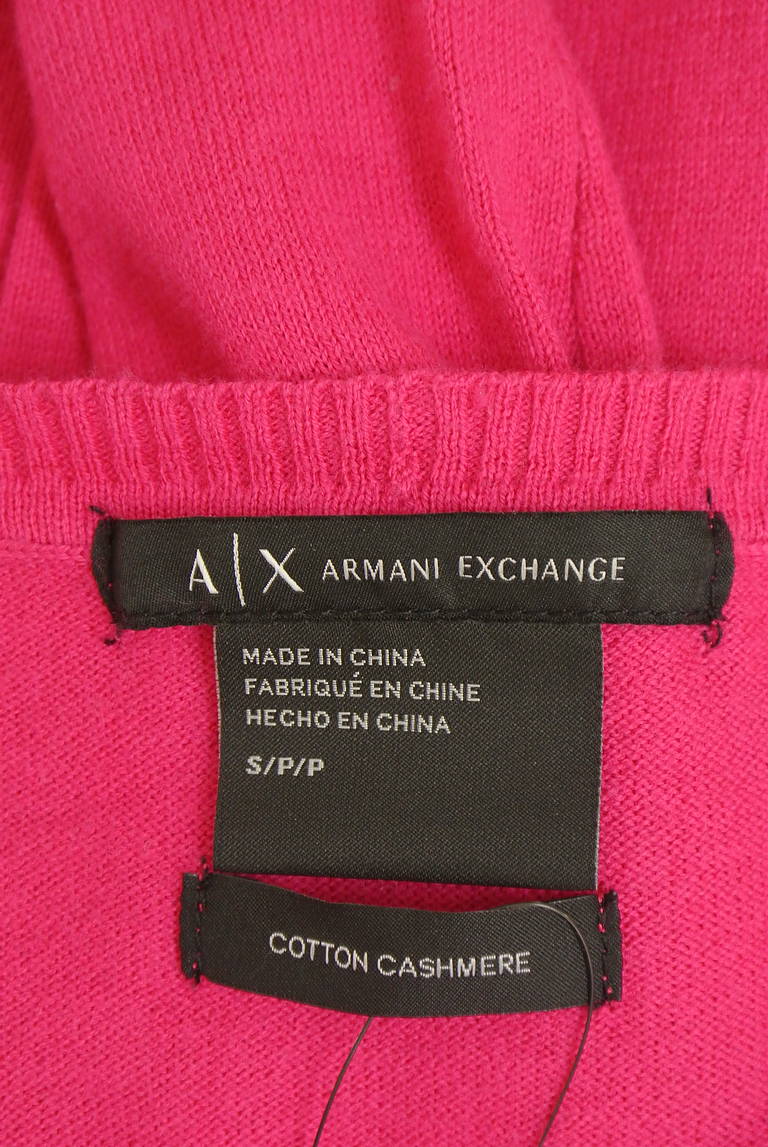 A|X ARMANI EXCHANGE
MADE IN CHINA
FABRIQUÉ EN CHINE
HECHO EN CHINA
S/P/P
COTTON CASHMERE